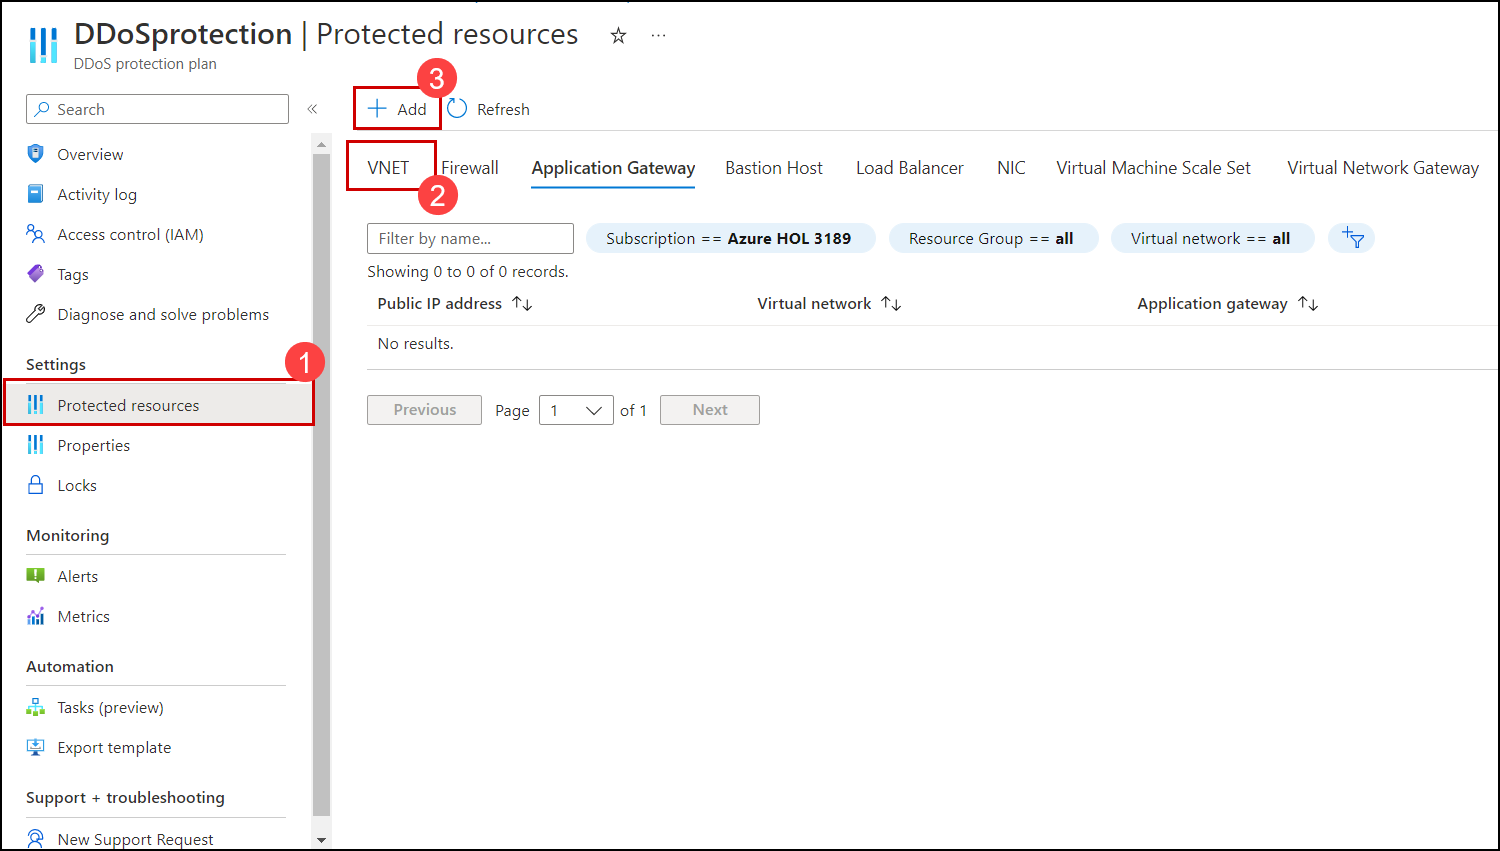 DDoSprotection | Protected resources ☆ ...
DDoS protection plan
Search «
3
+ Add Refresh
Overview
Activity log
Access control (IAM)
Tags
Diagnose and solve problems
Settings
1
Protected resources
Properties
Locks
Monitoring
Alerts
Metrics
Automation
Tasks (preview)
Export template
Support + troubleshooting
New Support Request
VNET Firewall Application Gateway Bastion Host Load Balancer NIC Virtual Machine Scale Set Virtual Network Gateway
2
Filter by name... Subscription == Azure HOL 3189 Resource Group == all Virtual network == all
Showing 0 to 0 of 0 records.
Public IP address ↑↓ Virtual network ↑↓ Application gateway ↑↓
No results.
Previous Page 1 of 1 Next